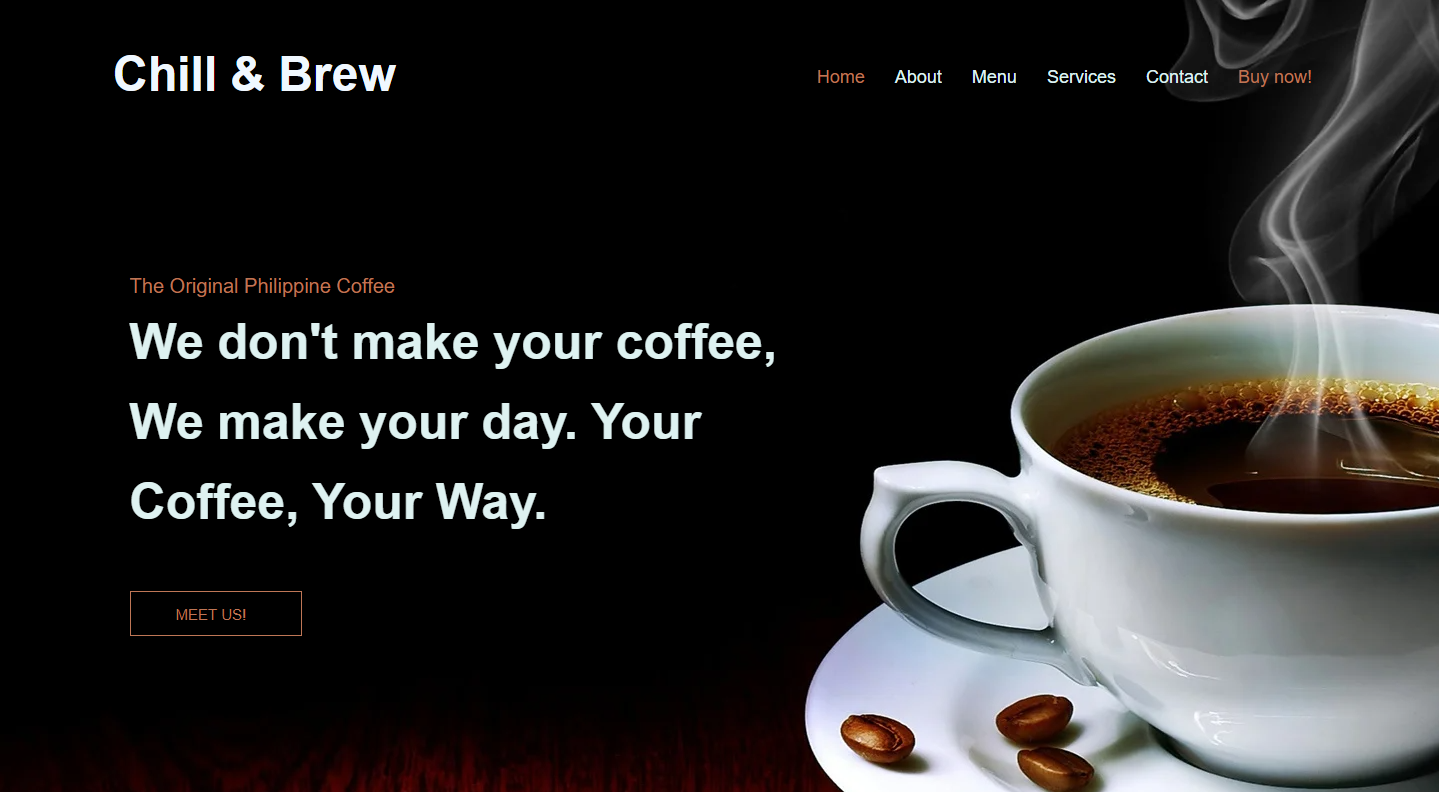 Chill & Brew
Home About Menu Services Contact Buy now!
The Original Philippine Coffee
We don't make your coffee,
We make your day. Your
Coffee, Your Way.
MEET US!